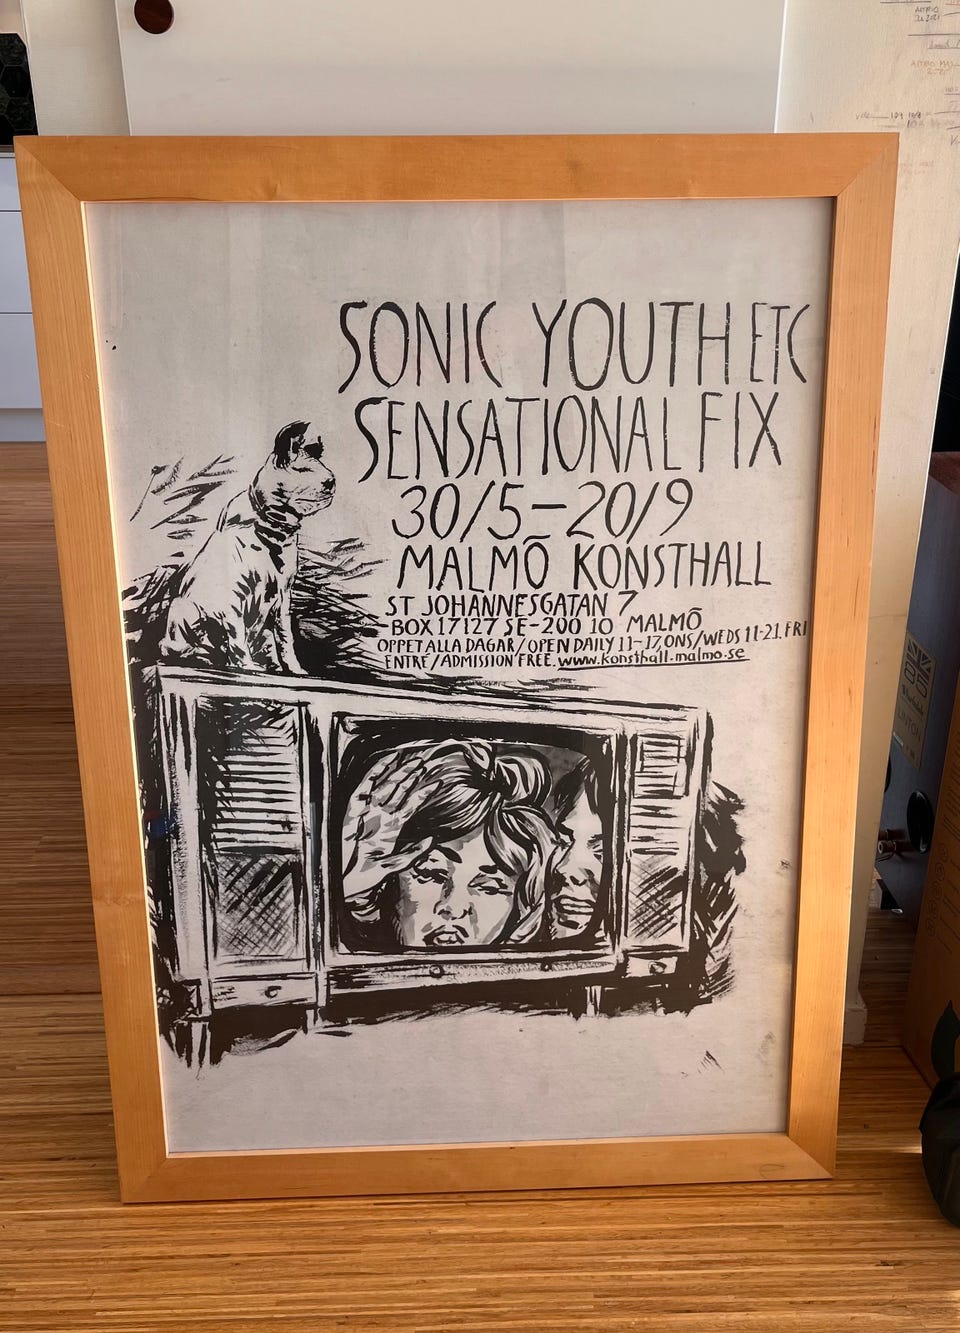 SONIC YOUTH ETC
SENSATIONAL FIX
30/5-20/9
MALMÖ KONSTHALL
ST JOHANNESGATAN 7
-BOX 17127 SE-200 10 MALMÖ
ÖPPET ALLA DAGAR/OPEN DAILY 11-17, ONS/WEDS 11-21. FRI
ENTRÉ/ADMISSION FREE. www.konsthall.malmo.se